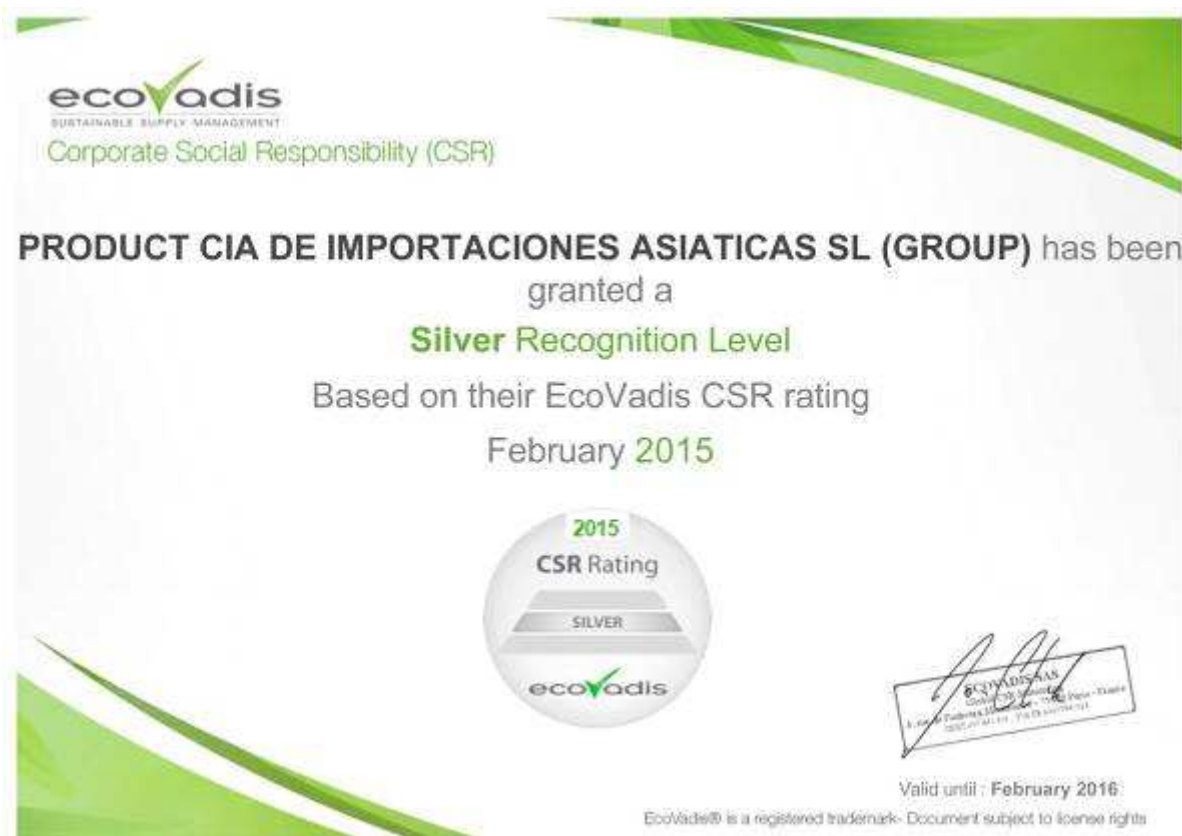 ecovadis
SUSTAINABLE SUPPLY MANAGEMENT
Corporate Social Responsibility (CSR)
PRODUCT CIA DE IMPORTACIONES ASIATICAS SL (GROUP) has been
granted a
Silver Recognition Level
Based on their EcoVadis CSR rating
February 2015
2015
CSR Rating
SILVER
ecovadis
ECOVADIS SAS
Valid until : February 2016
EcoVadis® is a registered trademark- Document subject to license rights